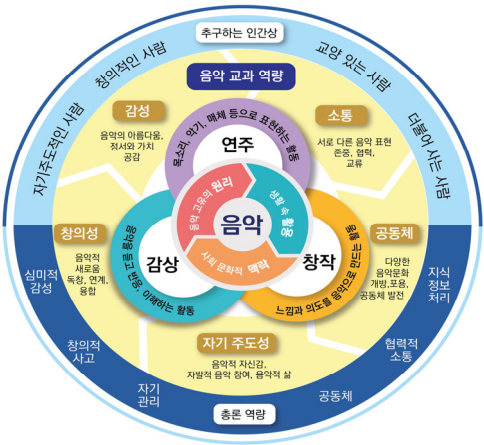 추구하는 인간상
자기주도적인 사람
창의적인 사람
교양 있는 사람
더불어 사는 사람
음악 교과 역량
감성
음악의 아름다움,
정서와 가치
공감
소통
서로 다른 음악 표현
존중, 협력,
교류
연주
목소리, 악기, 매체 등으로 표현하는 활동
음악 고유의 원리
생활 속 활용
음악
사회 문화적 맥락
창의성
음악적
새로움
독창, 연계,
융합
감상
음악을 듣고 반응, 이해하는 활동
창작
느낌과 의도를 음악으로 만드는 활동
공동체
다양한
음악문화
개방,포용,
공동체 발전
자기 주도성
음악적 자신감,
자발적 음악 참여, 음악적 삶
심미적
감성
창의적
사고
자기
관리
총론 역량
공동체
협력적
소통
지식
정보
처리